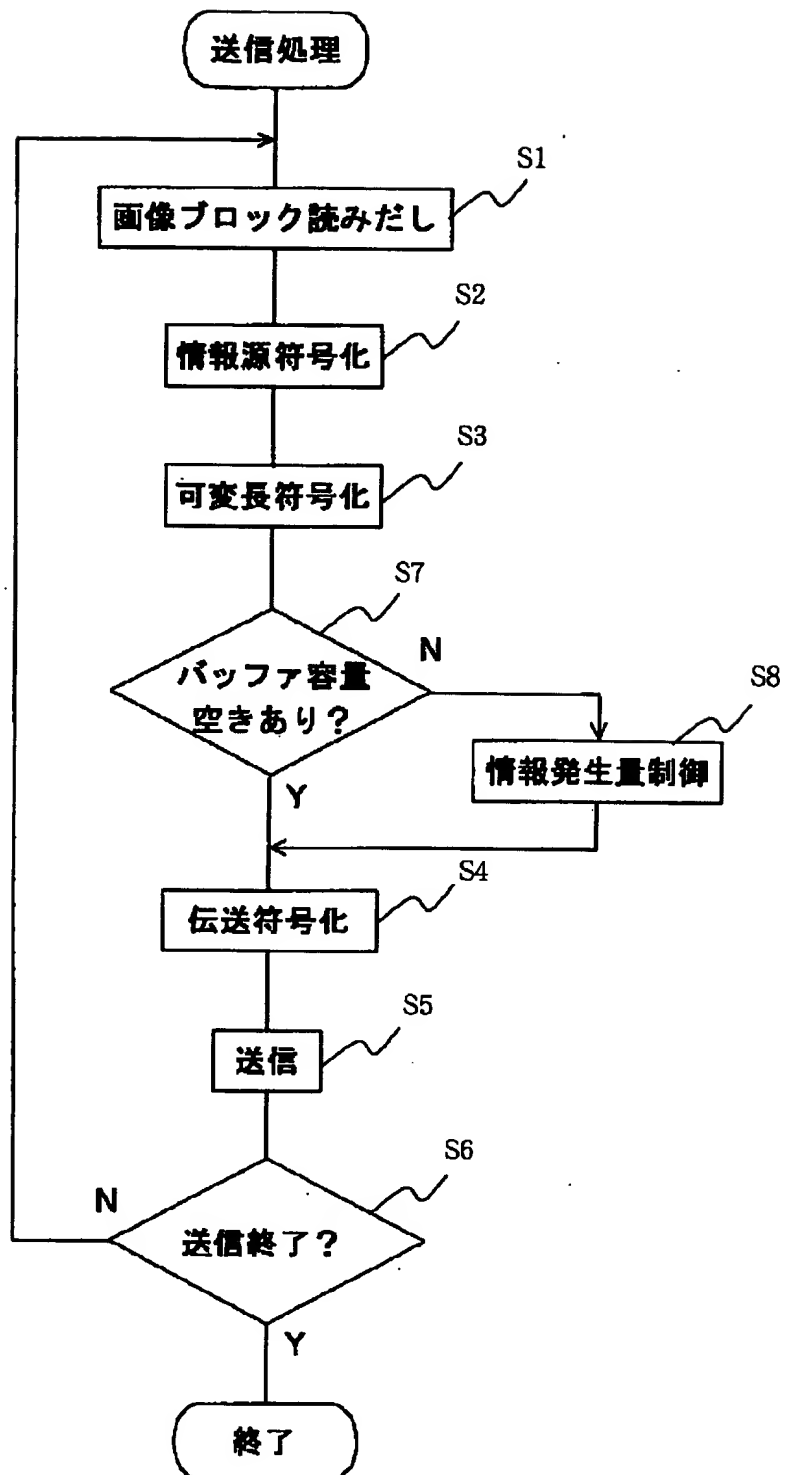 送信処理
S1
画像ブロック読みだし
S2
情報源符号化
S3
可変長符号化
S7
バッファ容量
空きあり？
N
S8
情報発生量制御
Y
S4
伝送符号化
S5
送信
S6
N
送信終了？
Y
終了